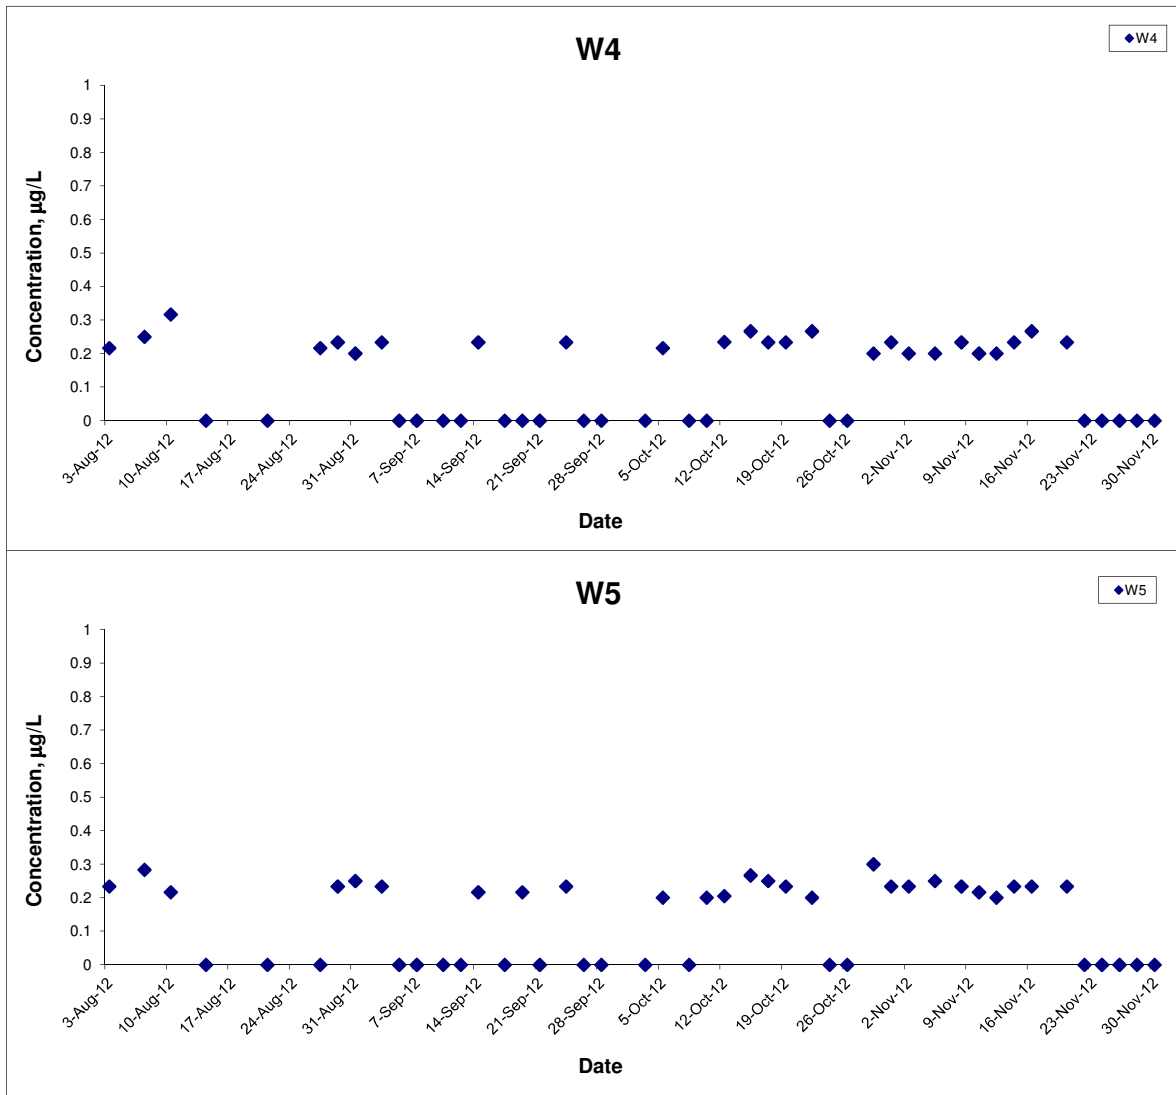 W4
W4
1
0.9
0.8
0.7
0.6
0.5
0.4
0.3
0.2
0.1
0
Concentration, µg/L
3-Aug-12
10-Aug-12
17-Aug-12
24-Aug-12
31-Aug-12
7-Sep-12
14-Sep-12
21-Sep-12
28-Sep-12
5-Oct-12
12-Oct-12
19-Oct-12
26-Oct-12
2-Nov-12
9-Nov-12
16-Nov-12
23-Nov-12
30-Nov-12
Date
W5
W5
1
0.9
0.8
0.7
0.6
0.5
0.4
0.3
0.2
0.1
0
Concentration, µg/L
3-Aug-12
10-Aug-12
17-Aug-12
24-Aug-12
31-Aug-12
7-Sep-12
14-Sep-12
21-Sep-12
28-Sep-12
5-Oct-12
12-Oct-12
19-Oct-12
26-Oct-12
2-Nov-12
9-Nov-12
16-Nov-12
23-Nov-12
30-Nov-12
Date